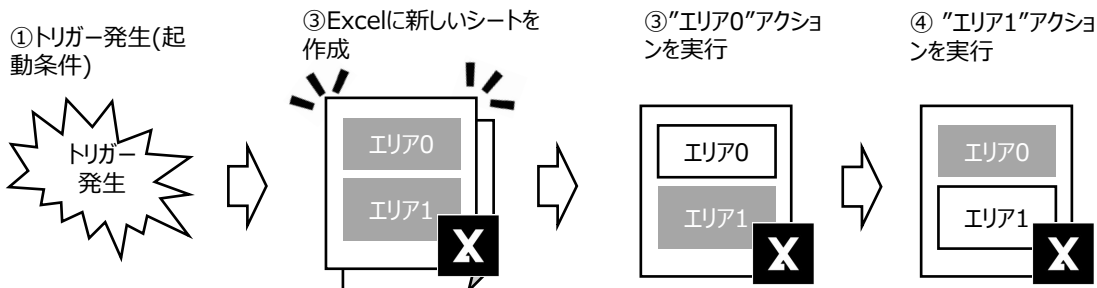 ①トリガー発生(起
動条件)
③Excelに新しいシートを
作成
③”エリア0”アクショ
ンを実行
④ ”エリア1”アクショ
ンを実行
トリガー
発生
エリア0
エリア1
X
エリア0
エリア1
X
エリア0
エリア1
X